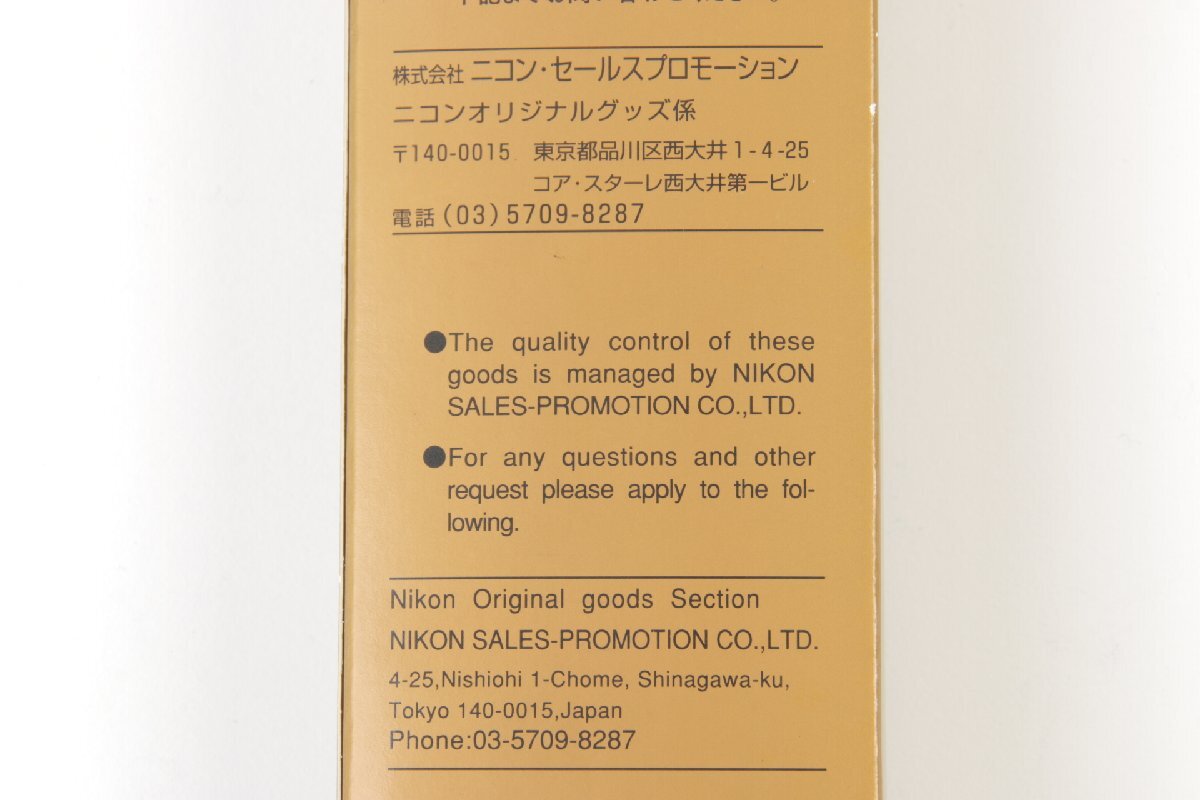 株式会社 ニコン・セールスプロモーション
ニコンオリジナルグッズ係
〒140-0015 東京都品川区西大井1-4-25
コア・スターレ西大井第一ビル
電話 (03) 5709-8287
●The quality control of these
goods is managed by NIKON
SALES-PROMOTION CO.,LTD.
●For any questions and other
request please apply to the fol-
lowing.
Nikon Original goods Section
NIKON SALES-PROMOTION CO.,LTD.
4-25,Nishiohi 1-Chome, Shinagawa-ku,
Tokyo 140-0015,Japan
Phone:03-5709-8287